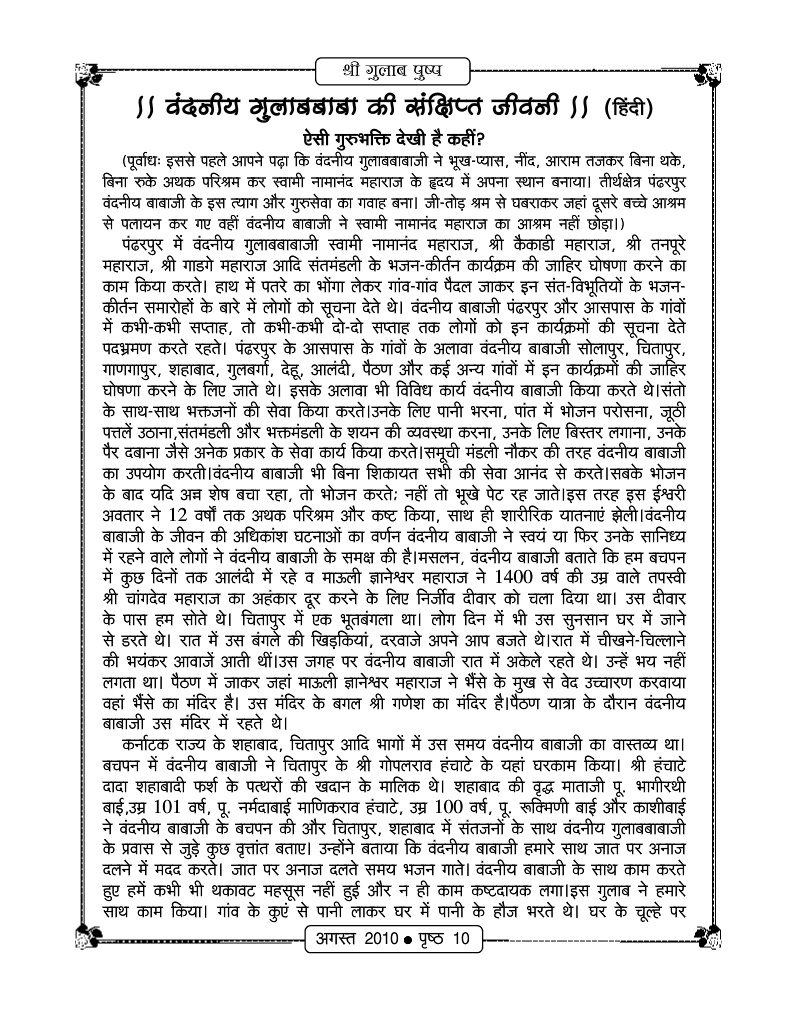 श्री गुलाब पुष्प
।। वंदनीय गुलाबबाबा की संक्षिप्त जीवनी ।। (हिंदी)
ऐसी गुरुभक्ति देखी है कहीं?
(पूर्वाधः इससे पहले आपने पढ़ा कि वंदनीय गुलाबबाबाजी ने भूख-प्यास, नींद, आराम तजकर बिना थके,
बिना रुके अथक परिश्रम कर स्वामी नामानंद महाराज के हृदय में अपना स्थान बनाया। तीर्थक्षेत्र पंढरपुर
वंदनीय बाबाजी के इस त्याग और गुरुसेवा का गवाह बना। जी-तोड़ श्रम से घबराकर जहां दूसरे बच्चे आश्रम
से पलायन कर गए वहीं वंदनीय बाबाजी ने स्वामी नामानंद महाराज का आश्रम नहीं छोड़ा।)
पंढरपुर में वंदनीय गुलाबबाबाजी स्वामी नामानंद महाराज, श्री कैकाडी महाराज, श्री तनपूरे
महाराज, श्री गाडगे महाराज आदि संतमंडली के भजन-कीर्तन कार्यक्रम की जाहिर घोषणा करने का
काम किया करते। हाथ में पतरे का भोंगा लेकर गांव-गांव पैदल जाकर इन संत-विभूतियों के भजन-
कीर्तन समारोहों के बारे में लोगों को सूचना देते थे। वंदनीय बाबाजी पंढरपुर और आसपास के गांवों
में कभी-कभी सप्ताह, तो कभी-कभी दो-दो सप्ताह तक लोगों को इन कार्यक्रमों की सूचना देते
पदभ्रमण करते रहते। पंढरपुर के आसपास के गांवों के अलावा वंदनीय बाबाजी सोलापुर, चितापुर,
गाणगापुर, शहाबाद, गुलबर्गा, देहू, आलंदी, पैठण और कई अन्य गांवों में इन कार्यक्रमों की जाहिर
घोषणा करने के लिए जाते थे। इसके अलावा भी विविध कार्य वंदनीय बाबाजी किया करते थे।संतो
के साथ-साथ भक्तजनों की सेवा किया करते।उनके लिए पानी भरना, पांत में भोजन परोसना, जूठी
पत्तलें उठाना,संतमंडली और भक्तमंडली के शयन की व्यवस्था करना, उनके लिए बिस्तर लगाना, उनके
पैर दबाना जैसे अनेक प्रकार के सेवा कार्य किया करते।समूची मंडली नौकर की तरह वंदनीय बाबाजी
का उपयोग करती।वंदनीय बाबाजी भी बिना शिकायत सभी की सेवा आनंद से करते।सबके भोजन
के बाद यदि अन्न शेष बचा रहा, तो भोजन करते; नहीं तो भूखे पेट रह जाते।इस तरह इस ईश्वरी
अवतार ने 12 वर्षों तक अथक परिश्रम और कष्ट किया, साथ ही शारीरिक यातनाएं झेली।वंदनीय
बाबाजी के जीवन की अधिकांश घटनाओं का वर्णन वंदनीय बाबाजी ने स्वयं या फिर उनके सानिध्य
में रहने वाले लोगों ने वंदनीय बाबाजी के समक्ष की है।मसलन, वंदनीय बाबाजी बताते कि हम बचपन
में कुछ दिनों तक आलंदी में रहे व माऊली ज्ञानेश्वर महाराज ने 1400 वर्ष की उम्र वाले तपस्वी
श्री चांगदेव महाराज का अहंकार दूर करने के लिए निर्जीव दीवार को चला दिया था। उस दीवार
के पास हम सोते थे। चितापुर में एक भूतबंगला था। लोग दिन में भी उस सुनसान घर में जाने
से डरते थे। रात में उस बंगले की खिड़कियां, दरवाजे अपने आप बजते थे।रात में चीखने-चिल्लाने
की भयंकर आवाजें आती थीं।उस जगह पर वंदनीय बाबाजी रात में अकेले रहते थे। उन्हें भय नहीं
लगता था। पैठण में जाकर जहां माऊली ज्ञानेश्वर महाराज ने भैंसे के मुख से वेद उच्चारण करवाया
वहां भैंसे का मंदिर है। उस मंदिर के बगल श्री गणेश का मंदिर है।पैठण यात्रा के दौरान वंदनीय
बाबाजी उस मंदिर में रहते थे।
कर्नाटक राज्य के शहाबाद, चितापुर आदि भागों में उस समय वंदनीय बाबाजी का वास्तव्य था।
बचपन में वंदनीय बाबाजी ने चितापुर के श्री गोपलराव हंचाटे के यहां घरकाम किया। श्री हंचाटे
दादा शहाबादी फर्श के पत्थरों की खदान के मालिक थे। शहाबाद की वृद्ध माताजी पू. भागीरथी
बाई,उम्र 101 वर्ष, पू. नर्मदाबाई माणिकराव हंचाटे, उम्र 100 वर्ष, पू. रूक्मिणी बाई और काशीबाई
ने वंदनीय बाबाजी के बचपन की और चितापुर, शहाबाद में संतजनों के साथ वंदनीय गुलाबबाबाजी
के प्रवास से जुड़े कुछ वृत्तांत बताए। उन्होंने बताया कि वंदनीय बाबाजी हमारे साथ जात पर अनाज
दलने में मदद करते। जात पर अनाज दलते समय भजन गाते। वंदनीय बाबाजी के साथ काम करते
हुए हमें कभी भी थकावट महसूस नहीं हुई और न ही काम कष्टदायक लगा।इस गुलाब ने हमारे
साथ काम किया। गांव के कुएं से पानी लाकर घर में पानी के हौज भरते थे। घर के चूल्हे पर
अगस्त 2010 ● पृष्ठ 10